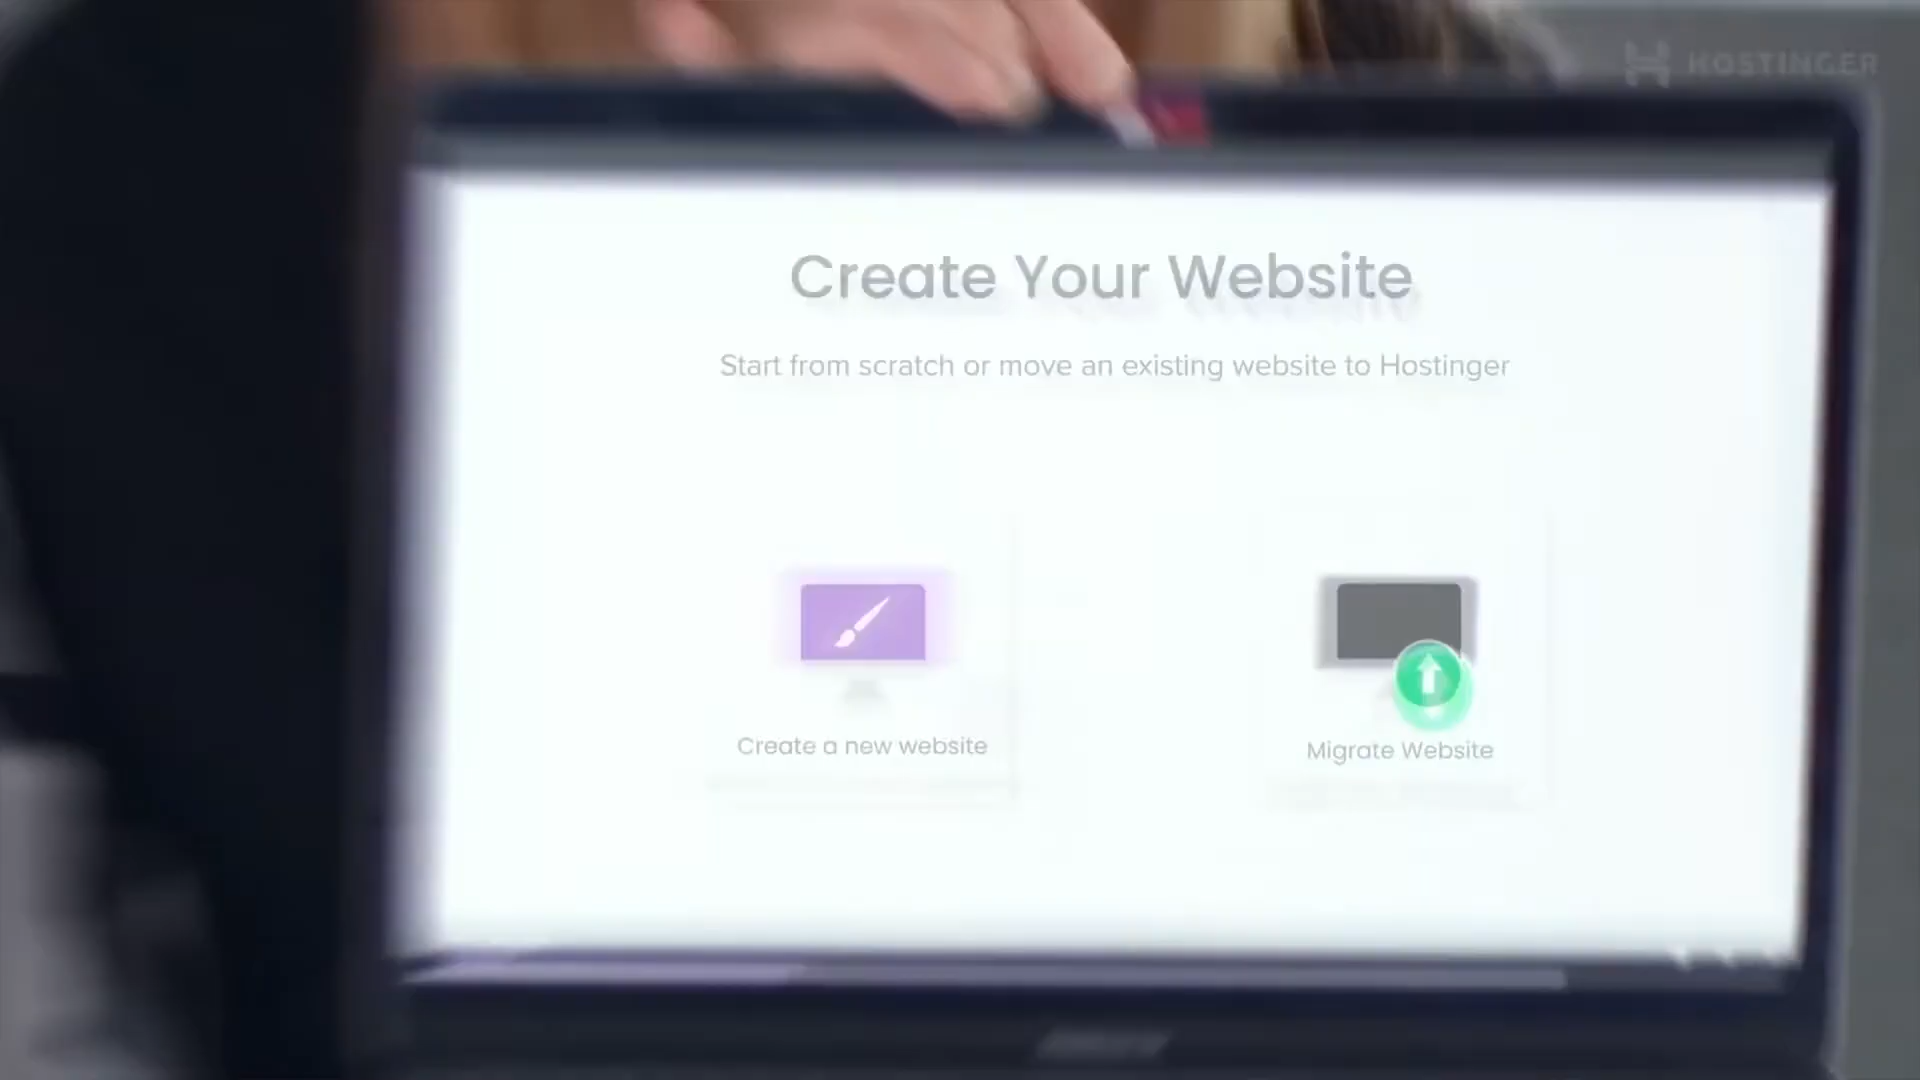 HOSTINGER
Create Your Website
Start from scratch or move an existing website to Hostinger
Create a new website
Migrate Website